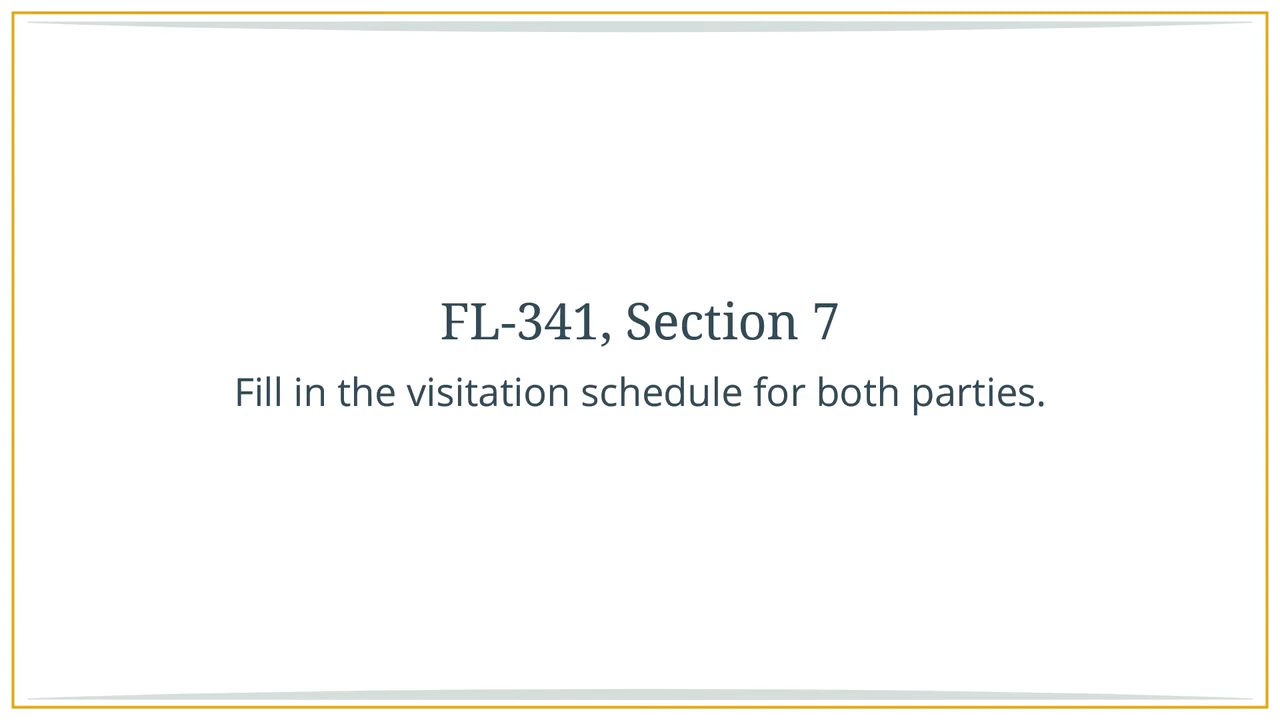 FL-341, Section 7
Fill in the visitation schedule for both parties.